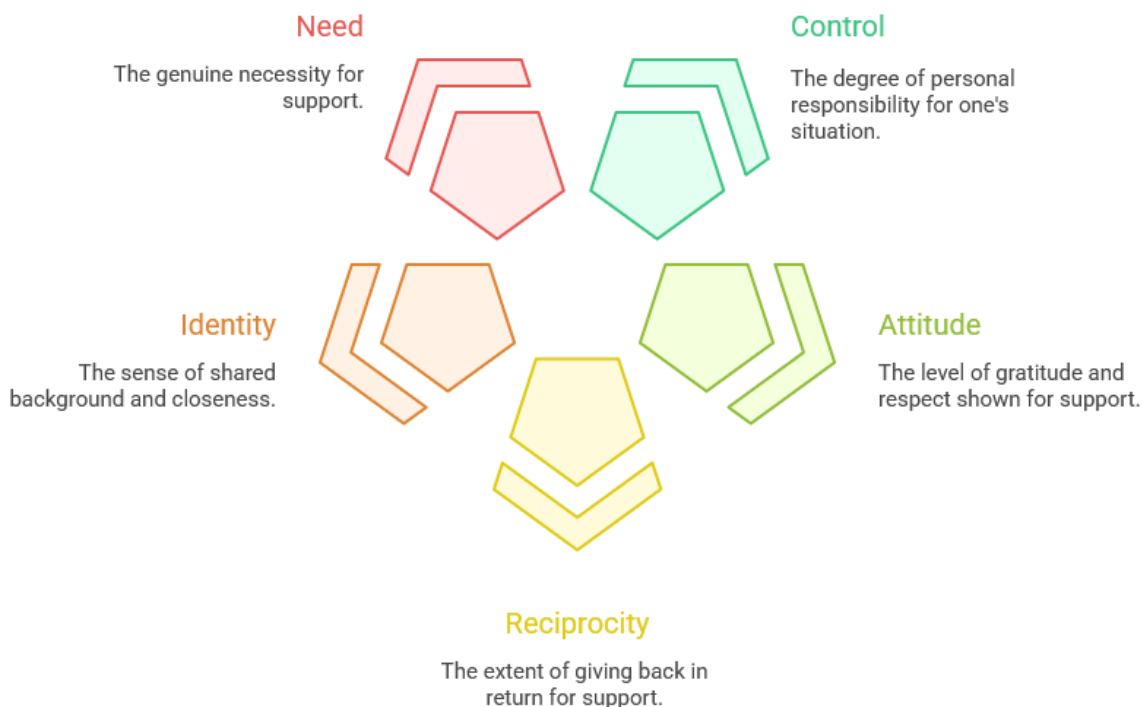 Need
The genuine necessity for
support.
Control
The degree of personal
responsibility for one's
situation.
Identity
The sense of shared
background and closeness.
Attitude
The level of gratitude and
respect shown for support.
Reciprocity
The extent of giving back in
return for support.